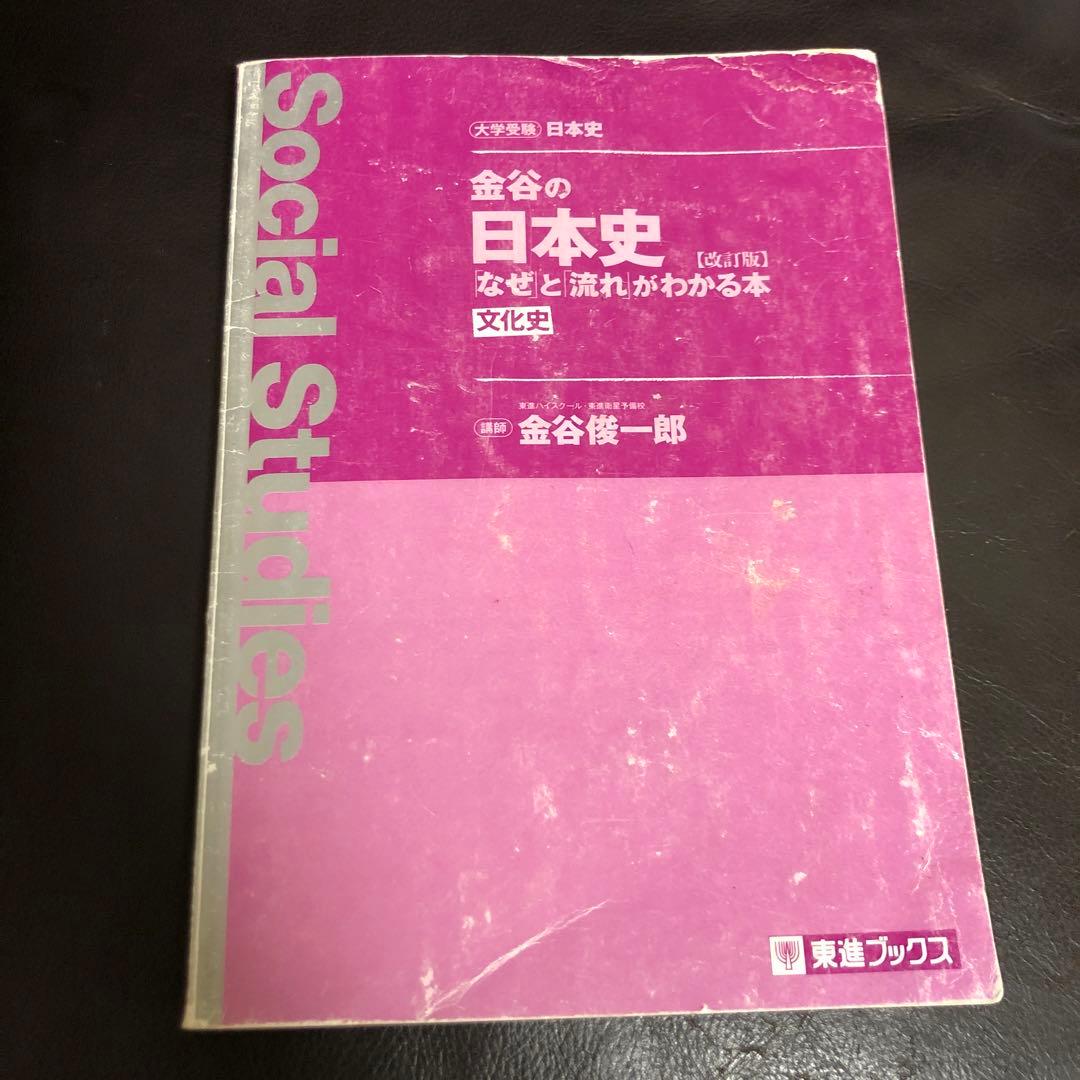 Social Studies
大学受験 日本史
金谷の
日本史
【改訂版】
「なぜ」と「流れ」がわかる本
文化史
東進ハイスクール・東進衛星予備校
講師 金谷俊一郎
東進ブックス